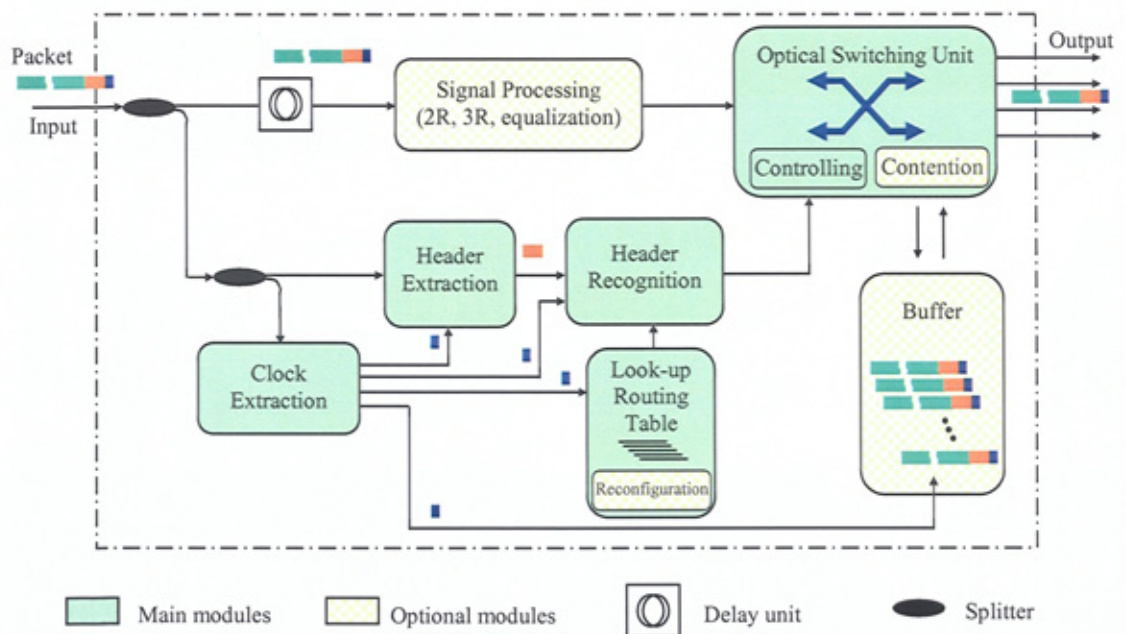 Packet
Input
Signal Processing
(2R, 3R, equalization)
Optical Switching Unit
Controlling
Contention
Output
Header
Extraction
Header
Recognition
Clock
Extraction
Look-up
Routing
Table
Reconfiguration
Buffer
Main modules
Optional modules
Delay unit
Splitter